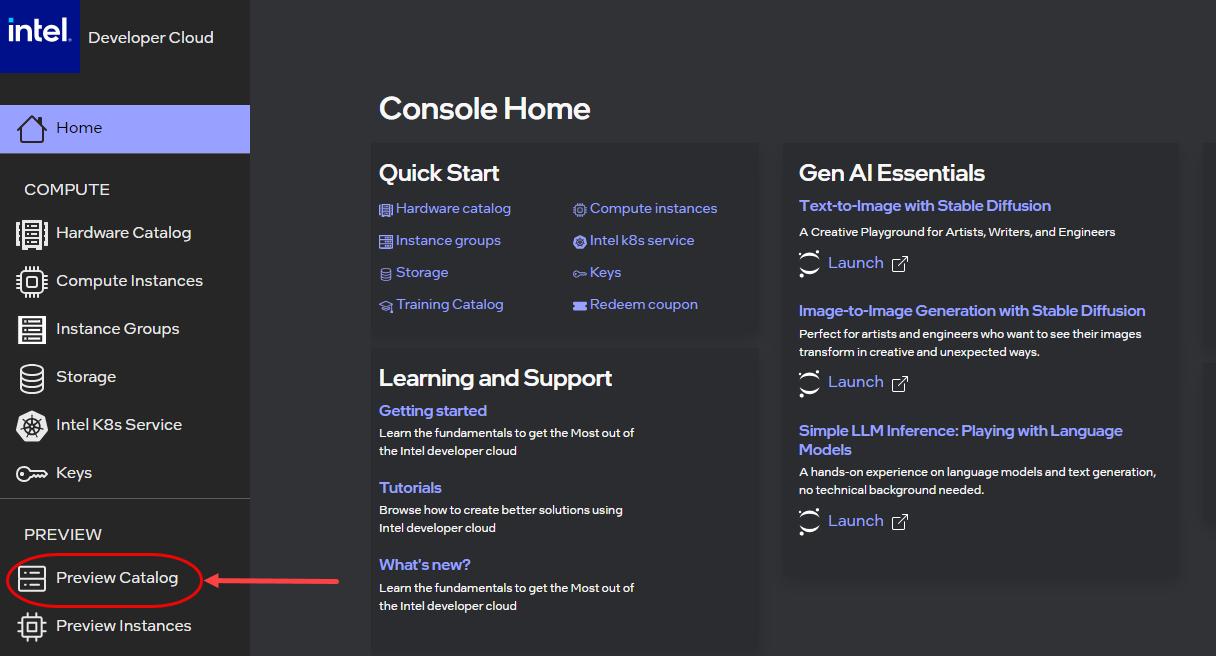 intel.
Developer Cloud
Home
COMPUTE
Hardware Catalog
Compute Instances
Instance Groups
Storage
Intel K8s Service
Keys
PREVIEW
Preview Catalog
Preview Instances
Console Home
Quick Start
Hardware catalog
Compute instances
Instance groups
Intel k8s service
Storage
Keys
Training Catalog
Redeem coupon
Learning and Support
Getting started
Learn the fundamentals to get the Most out of
the Intel developer cloud
Tutorials
Browse how to create better solutions using
Intel developer cloud
What's new?
Learn the fundamentals to get the Most out of
the Intel developer cloud
Gen AI Essentials
Text-to-Image with Stable Diffusion
A Creative Playground for Artists, Writers, and Engineers
Launch
Image-to-Image Generation with Stable Diffusion
Perfect for artists and engineers who want to see their images
transform in creative and unexpected ways.
Launch
Simple LLM Inference: Playing with Language
Models
A hands-on experience on language models and text generation,
no technical background needed.
Launch